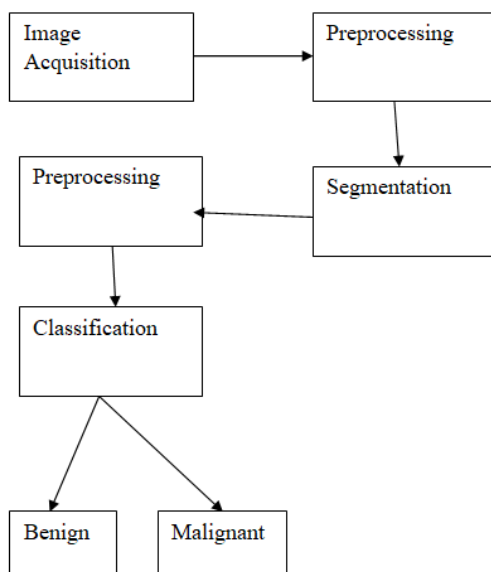 Image
Acquisition
Preprocessing
Segmentation
Preprocessing
Classification
Benign
Malignant